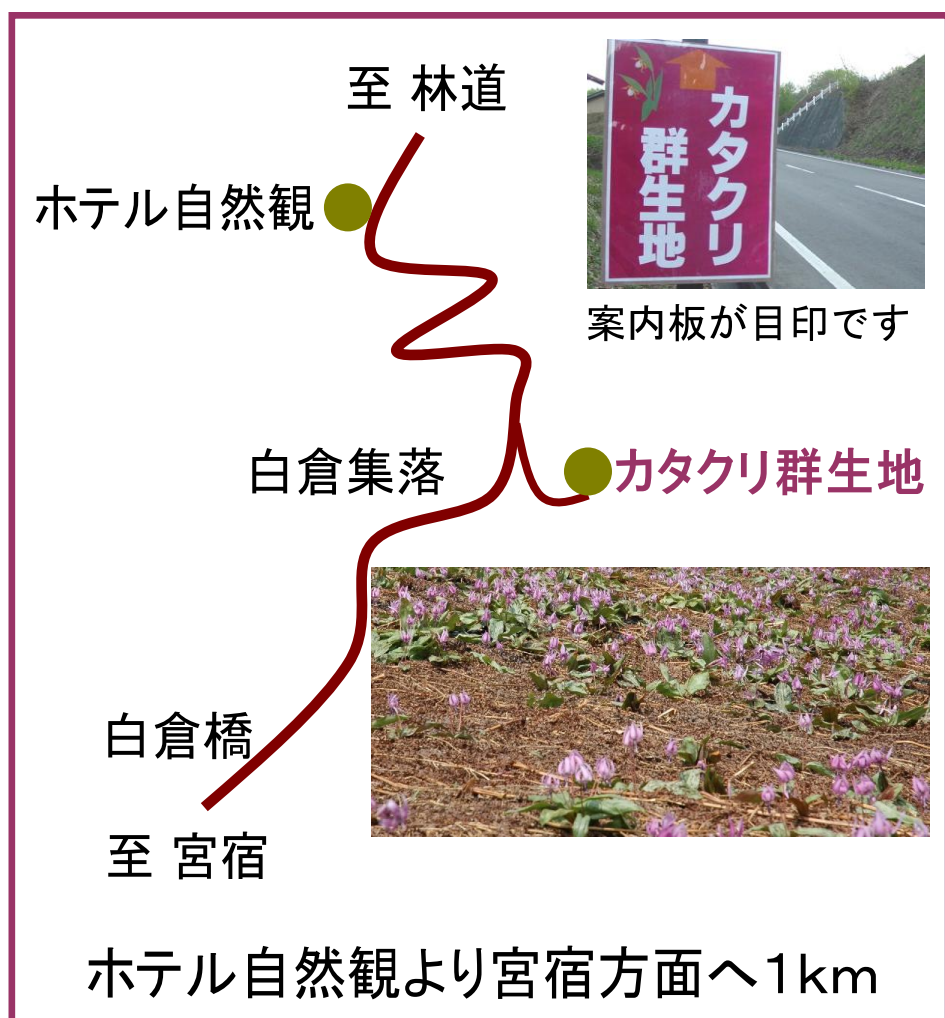 至 林道
ホテル自然観
カタクリ
群生地
案内板が目印です
白倉集落
カタクリ群生地
白倉橋
至 宮宿
ホテル自然観より宮宿方面へ1km